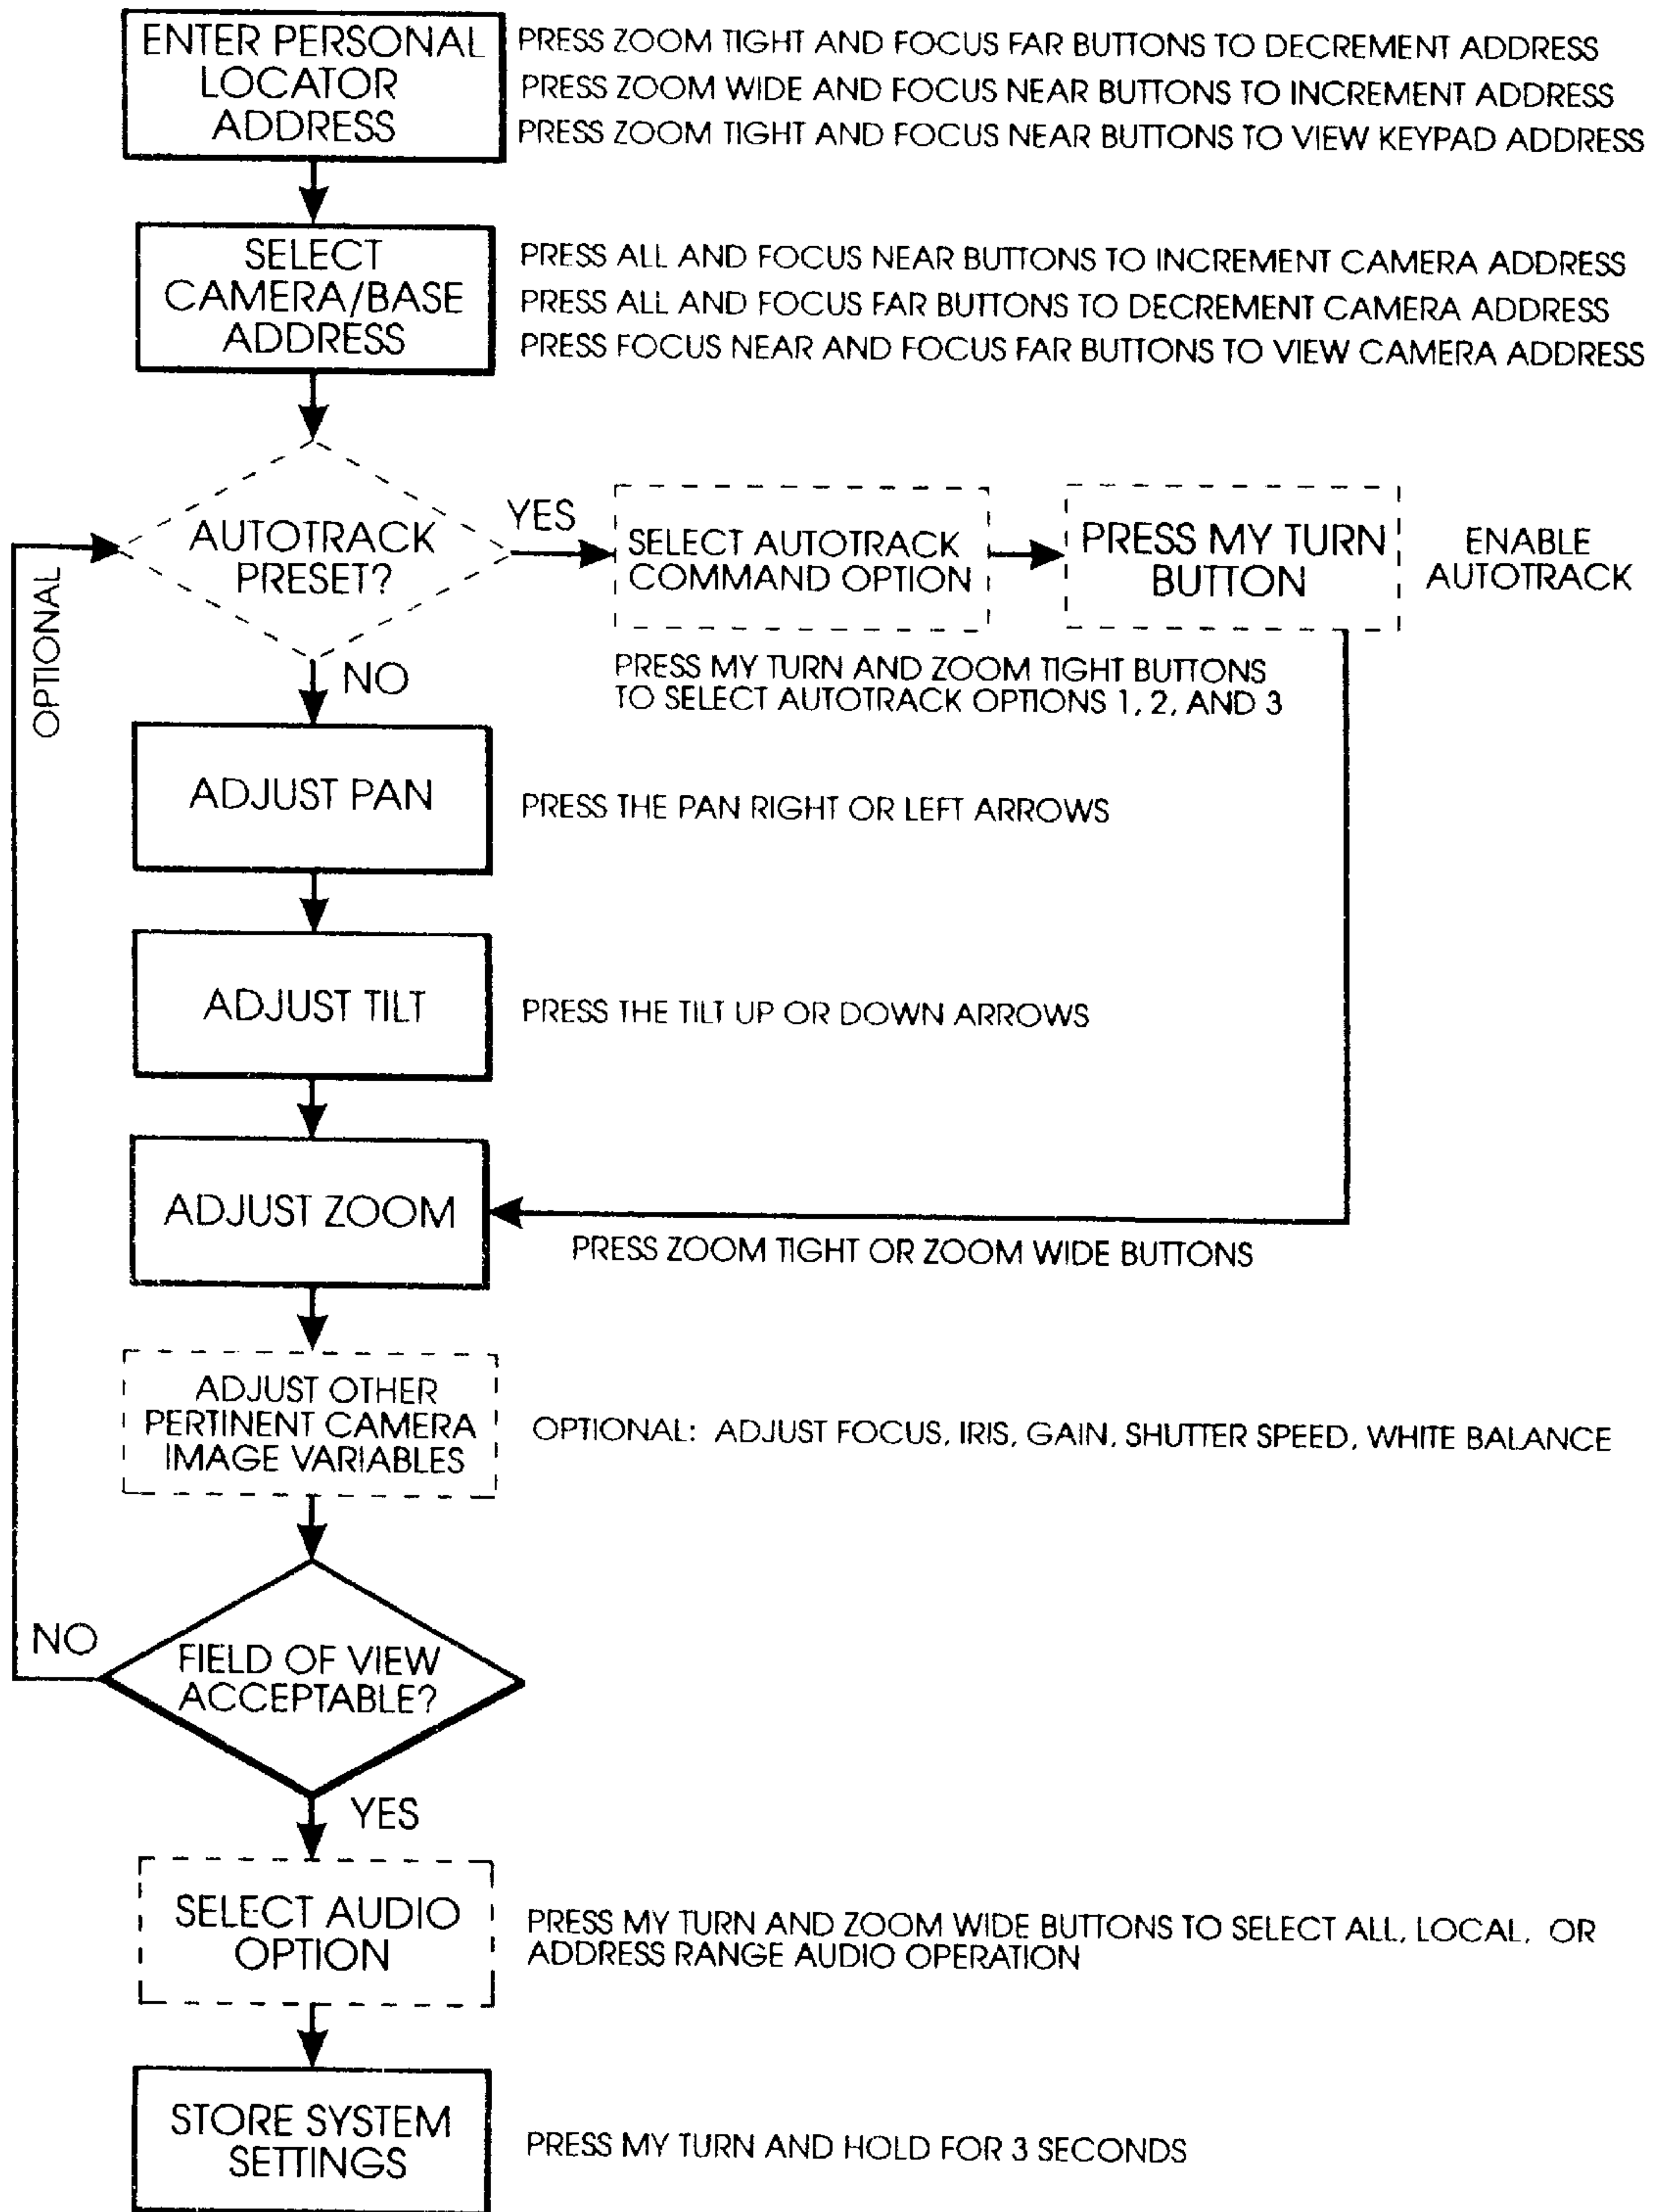 ENTER PERSONAL
LOCATOR
ADDRESS
PRESS ZOOM TIGHT AND FOCUS FAR BUTTONS TO DECREMENT ADDRESS
PRESS ZOOM WIDE AND FOCUS NEAR BUTTONS TO INCREMENT ADDRESS
PRESS ZOOM TIGHT AND FOCUS NEAR BUTTONS TO VIEW KEYPAD ADDRESS
SELECT
CAMERA/BASE
ADDRESS
PRESS ALL AND FOCUS NEAR BUTTONS TO INCREMENT CAMERA ADDRESS
PRESS ALL AND FOCUS FAR BUTTONS TO DECREMENT CAMERA ADDRESS
PRESS FOCUS NEAR AND FOCUS FAR BUTTONS TO VIEW CAMERA ADDRESS
AUTOTRACK
PRESET?
YES
SELECT AUTOTRACK
COMMAND OPTION
PRESS MY TURN
BUTTON
ENABLE
AUTOTRACK
OPTIONAL
NO
PRESS MY TURN AND ZOOM TIGHT BUTTONS
TO SELECT AUTOTRACK OPTIONS 1, 2, AND 3
ADJUST PAN
PRESS THE PAN RIGHT OR LEFT ARROWS
ADJUST TILT
PRESS THE TILT UP OR DOWN ARROWS
ADJUST ZOOM
PRESS ZOOM TIGHT OR ZOOM WIDE BUTTONS
ADJUST OTHER
PERTINENT CAMERA
IMAGE VARIABLES
OPTIONAL: ADJUST FOCUS, IRIS, GAIN, SHUTTER SPEED, WHITE BALANCE
NO
FIELD OF VIEW
ACCEPTABLE?
YES
SELECT AUDIO
OPTION
PRESS MY TURN AND ZOOM WIDE BUTTONS TO SELECT ALL, LOCAL, OR
ADDRESS RANGE AUDIO OPERATION
STORE SYSTEM
SETTINGS
PRESS MY TURN AND HOLD FOR 3 SECONDS